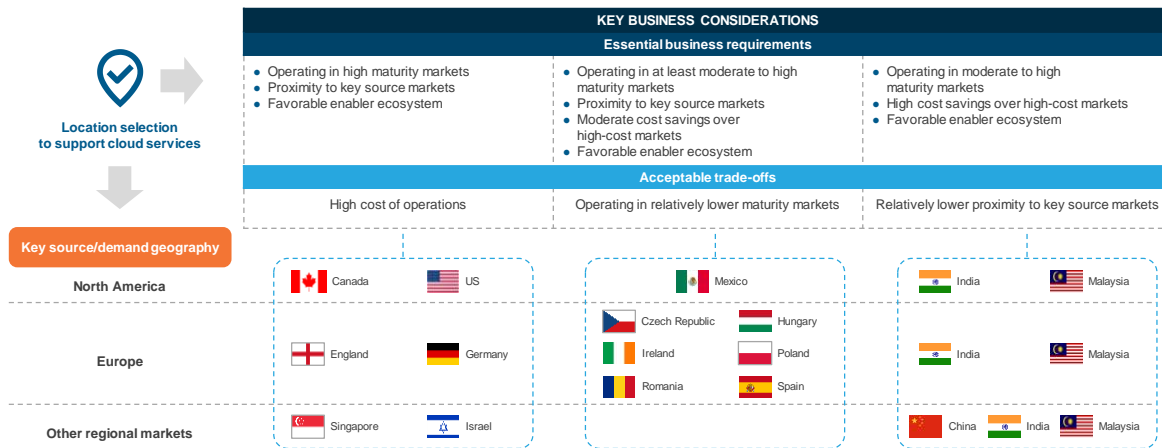 KEY BUSINESS CONSIDERATIONS
Essential business requirements
Location selection
to support cloud services
● Operating in high maturity markets
● Proximity to key source markets
● Favorable enabler ecosystem
● Operating in at least moderate to high
maturity markets
● Proximity to key source markets
● Moderate cost savings over
high-cost markets
● Favorable enabler ecosystem
● Operating in moderate to high
maturity markets
● High cost savings over high-cost markets
● Favorable enabler ecosystem
Acceptable trade-offs
High cost of operations
Operating in relatively lower maturity markets
Relatively lower proximity to key source markets
Key source/demand geography
North America
Canada
US
Mexico
India
Malaysia
Europe
England
Germany
Czech Republic
Hungary
Ireland
Poland
Romania
Spain
India
Malaysia
Other regional markets
Singapore
Israel
China
India
Malaysia